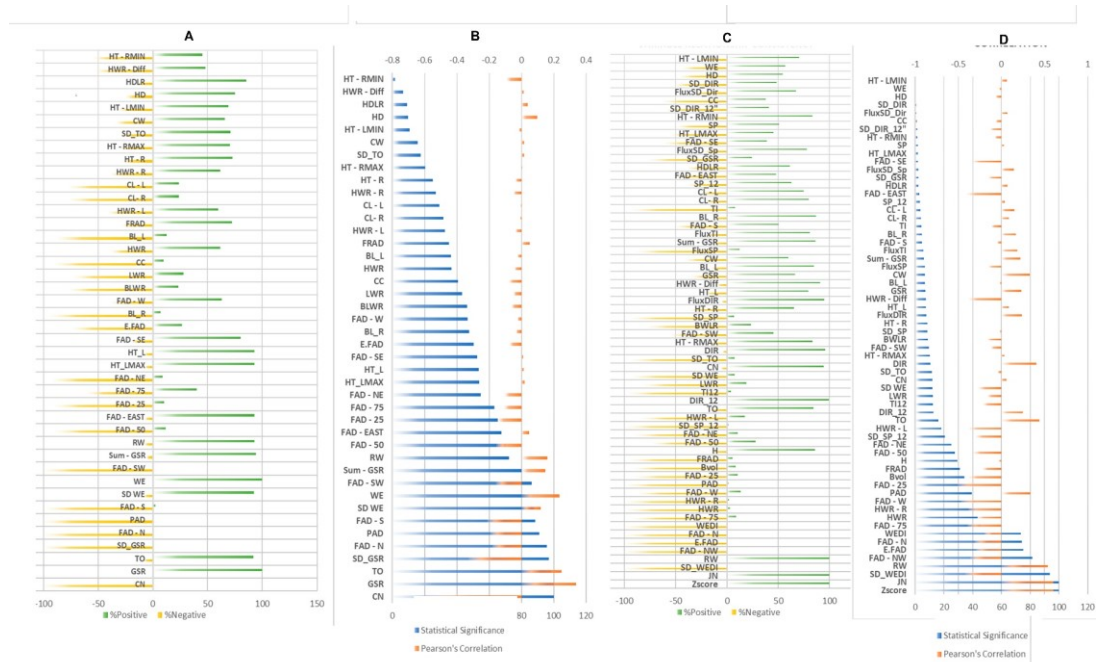 A
HT - RMIN
HWR - Diff
HDLR
HD
HT - LMIN
CW
SD_TO
HT - RMAX
HT - R
HWR - R
CL - L
CL- R
HWR - L
FRAD
BL_L
HWR
CC
LWR
BLWR
FAD - W
BL_R
E.FAD
FAD - SE
HT_L
HT_LMAX
FAD - NE
FAD - 75
FAD - 25
FAD - EAST
FAD - 50
RW
Sum - GSR
FAD - SW
WE
SD WE
FAD - S
PAD
FAD - N
SD_GSR
TO
GSR
CN
-100 -50 0 50 100 150
%Positive %Negative
B
-0.8 -0.6 -0.4 -0.2 0 0.2 0.4
HT - RMIN
HWR - Diff
HDLR
HD
HT - LMIN
CW
SD_TO
HT - RMAX
HT - R
HWR - R
CL - L
CL- R
HWR - L
FRAD
BL_L
HWR
CC
LWR
BLWR
FAD - W
BL_R
E.FAD
FAD - SE
HT_L
HT_LMAX
FAD - NE
FAD - 75
FAD - 25
FAD - EAST
FAD - 50
RW
Sum - GSR
FAD - SW
WE
SD WE
FAD - S
PAD
FAD - N
SD_GSR
TO
GSR
CN
0 20 40 60 80 100 120
Statistical Significance
Pearson's Correlation
C
HT - LMIN
WE
HD
SD_DIR
FluxSD_Dir
CC
SD_DIR_12"
HT - RMIN
SP
HT_LMAX
FAD - SE
FluxSD_Sp
SD_GSR
HDLR
FAD - EAST
SP_12
CL - L
CL- R
TI
BL_R
FAD - S
FluxTI
Sum - GSR
FluxSP
CW
BL_L
GSR
HWR - Diff
HT_L
FluxDIR
HT - R
SD_SP
BWLR
FAD - SW
HT - RMAX
DIR
SD_TO
CN
SD WE
LWR
TI12
DIR_12
TO
HWR - L
SD_SP_12
FAD - NE
FAD - 50
H
FRAD
Bvol
FAD - 25
PAD
FAD - W
HWR - R
HWR
FAD - 75
WEDI
FAD - N
E.FAD
FAD - NW
RW
SD_WEDI
JN
Zscore
-100 -50 0 50 100
%Positive %Negative
D
-1 -0.5 0 0.5 1
HT - LMIN
WE
HD
SD_DIR
FluxSD_Dir
CC
SD_DIR_12"
HT - RMIN
SP
HT_LMAX
FAD - SE
FluxSD_Sp
SD_GSR
HDLR
FAD - EAST
SP_12
CL - L
CL- R
TI
BL_R
FAD - S
FluxTI
Sum - GSR
FluxSP
CW
BL_L
GSR
HWR - Diff
HT_L
FluxDIR
HT - R
SD_SP
BWLR
FAD - SW
HT - RMAX
DIR
SD_TO
CN
SD WE
LWR
TI12
DIR_12
TO
HWR - L
SD_SP_12
FAD - NE
FAD - 50
H
FRAD
Bvol
FAD - 25
PAD
FAD - W
HWR - R
HWR
FAD - 75
WEDI
FAD - N
E.FAD
FAD - NW
RW
SD_WEDI
JN
Zscore
0 20 40 60 80 100
Statistical Significance
Pearson's Correlation